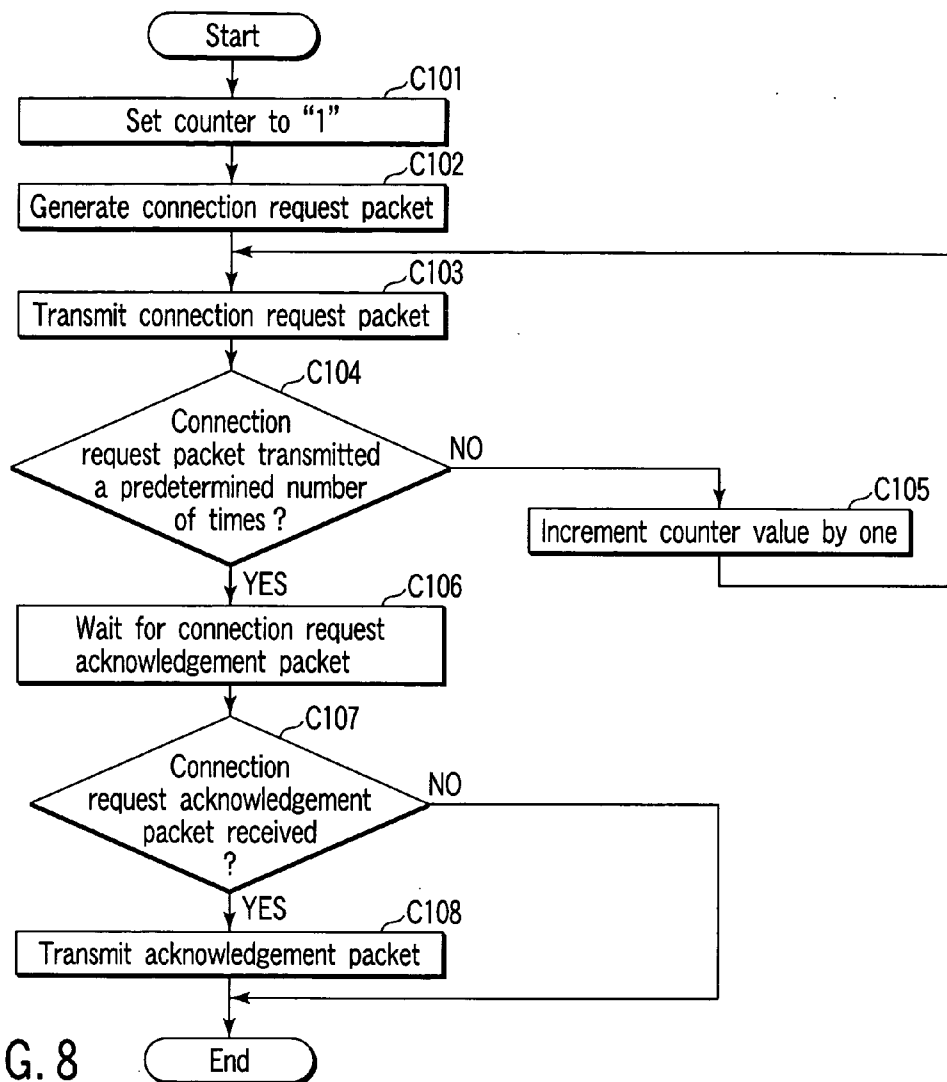 Start
C101
Set counter to “1”
C102
Generate connection request packet
C103
Transmit connection request packet
C104
Connection
request packet transmitted
a predetermined number
of times ?
NO
C105
Increment counter value by one
YES
C106
Wait for connection request
acknowledgement packet
C107
Connection
request acknowledgement
packet received
?
NO
YES
C108
Transmit acknowledgement packet
End
G. 8